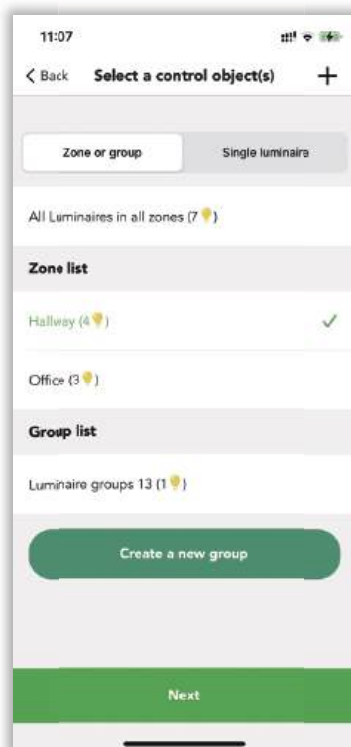 11:07
< Back Select a control object(s) +
Zone or group Single luminaire
All Luminaires in all zones (7💡)
Zone list
Hallway (4💡) ✓
Office (3💡)
Group list
Luminaire groups 13 (1💡)
Create a new group
Next